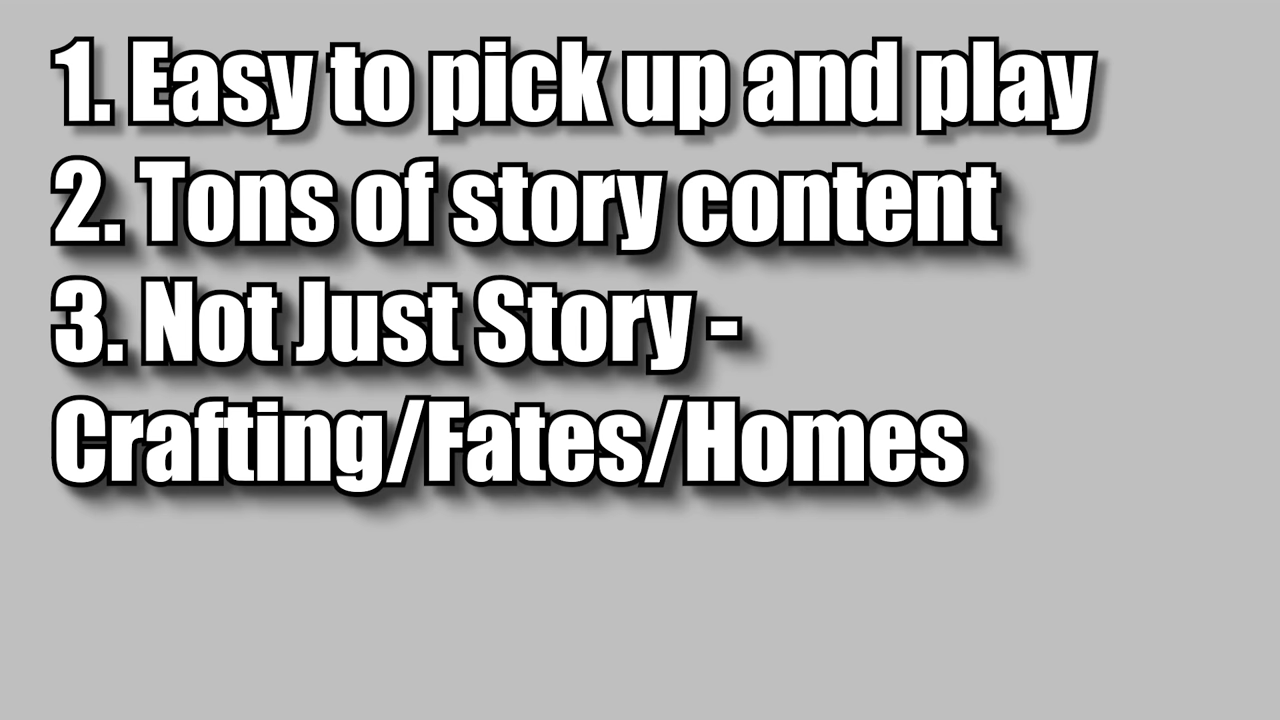 1. Easy to pick up and play
2. Tons of story content
3. Not Just Story -
Crafting/Fates/Homes